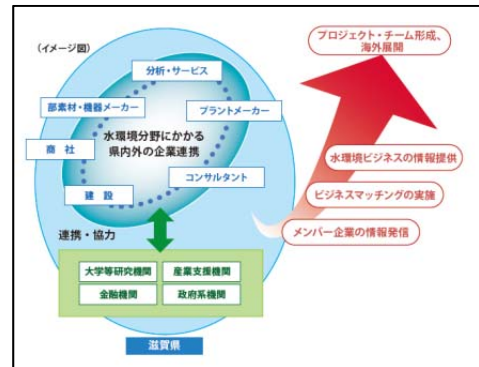 (イメージ図)
分析・サービス
部素材・機器メーカー
プラントメーカー
水環境分野にかかる
県内外の企業連携
商 社
コンサルタント
建 設
連携・協力
大学等研究機関
産業支援機関
金融機関
政府系機関
滋賀県
プロジェクト・チーム形成、
海外展開
水環境ビジネスの情報提供
ビジネスマッチングの実施
メンバー企業の情報発信